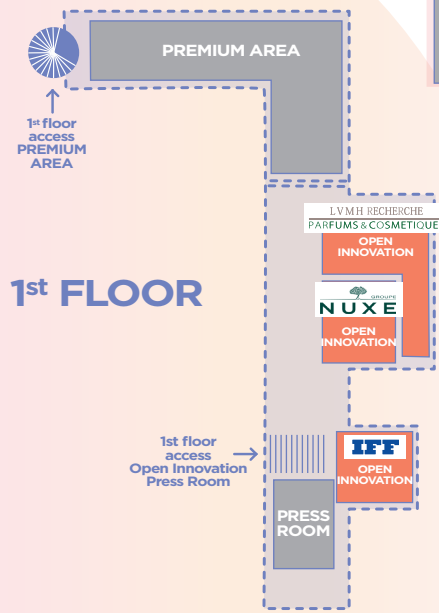 PREMIUM AREA
1st floor
access
PREMIUM
AREA
LVMH RECHERCHE
PARFUMS & COSMETIQUE
OPEN
INNOVATION
1st FLOOR
GROUPE
NUXE
OPEN
INNOVATION
1st floor
access
Open Innovation
Press Room
IFF
OPEN
INNOVATION
PRESS
ROOM